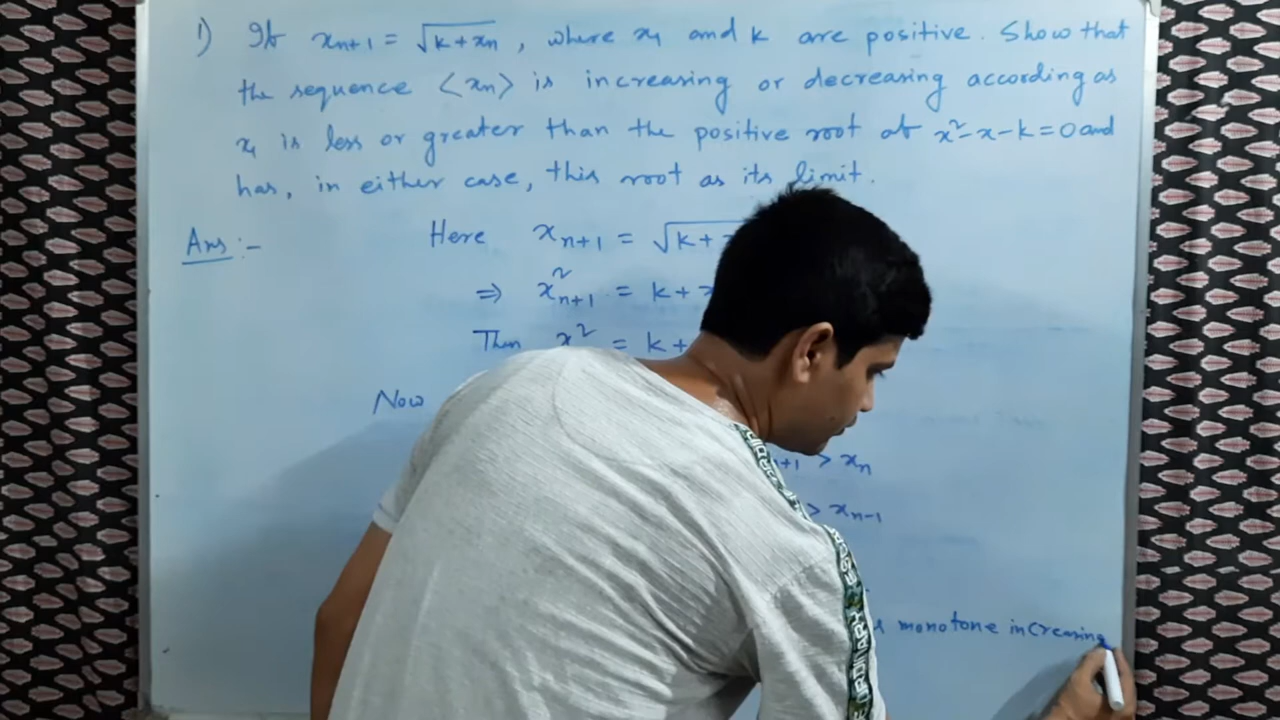 1) If xn+1 = √k+xn, where x1 and k are positive. Show that
the sequence <xn> is increasing or decreasing according as
x1 is less or greater than the positive root of x²-x-k=0 and
has, in either case, this root as its limit.
Ans:-
Here xn+1 = √k+
⇒ x²n+1 = k+
Then x² = k+
Now
+1 > xn
> xn-1
monotone increasing